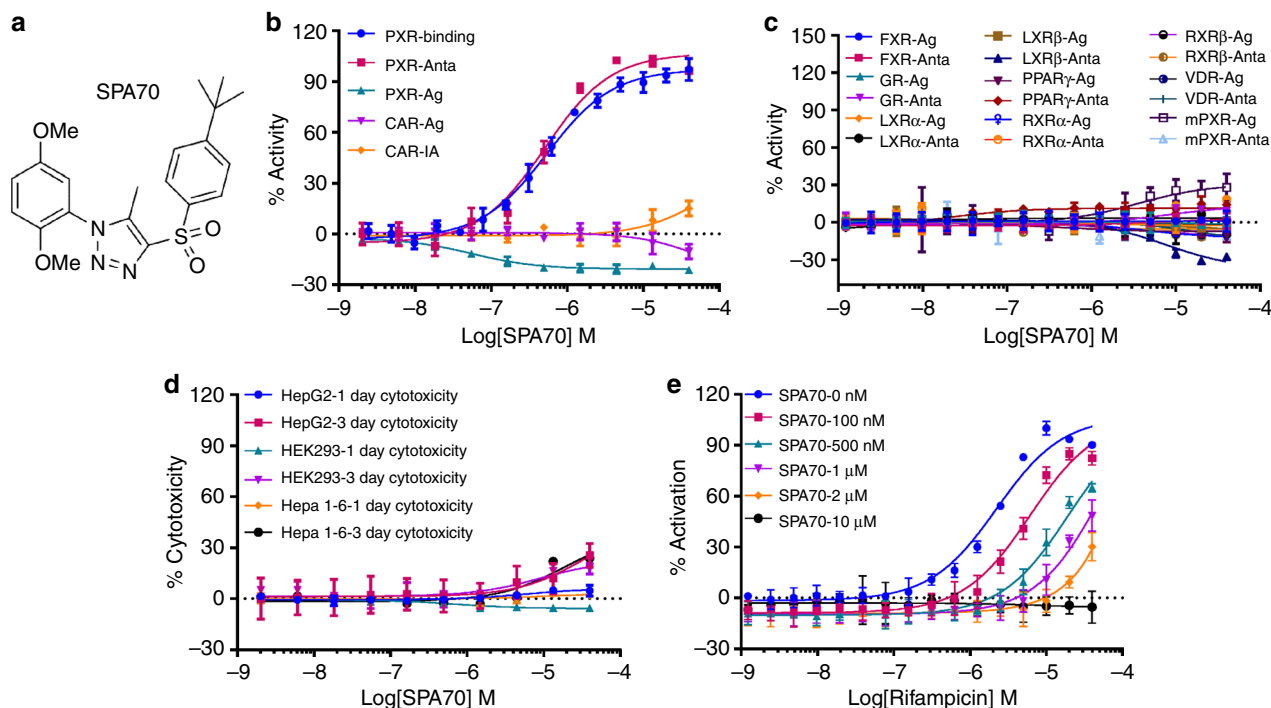 a
SPA70
OMe
OMe
N
N
N
S
O
O
b
120
90
60
30
0
−30
% Activity
PXR-binding
PXR-Anta
PXR-Ag
CAR-Ag
CAR-IA
−9 −8 −7 −6 −5 −4
Log[SPA70] M
c
150
120
90
60
30
0
−30
% Activity
FXR-Ag
FXR-Anta
GR-Ag
GR-Anta
LXRα-Ag
LXRα-Anta
LXRβ-Ag
LXRβ-Anta
PPARγ-Ag
PPARγ-Anta
RXRα-Ag
RXRα-Anta
RXRβ-Ag
RXRβ-Anta
VDR-Ag
VDR-Anta
mPXR-Ag
mPXR-Anta
−9 −8 −7 −6 −5 −4
Log[SPA70] M
d
120
90
60
30
0
−30
% Cytotoxicity
HepG2-1 day cytotoxicity
HepG2-3 day cytotoxicity
HEK293-1 day cytotoxicity
HEK293-3 day cytotoxicity
Hepa 1-6-1 day cytotoxicity
Hepa 1-6-3 day cytotoxicity
−9 −8 −7 −6 −5 −4
Log[SPA70] M
e
120
90
60
30
0
−30
% Activation
SPA70-0 nM
SPA70-100 nM
SPA70-500 nM
SPA70-1 μM
SPA70-2 μM
SPA70-10 μM
−9 −8 −7 −6 −5 −4
Log[Rifampicin] M